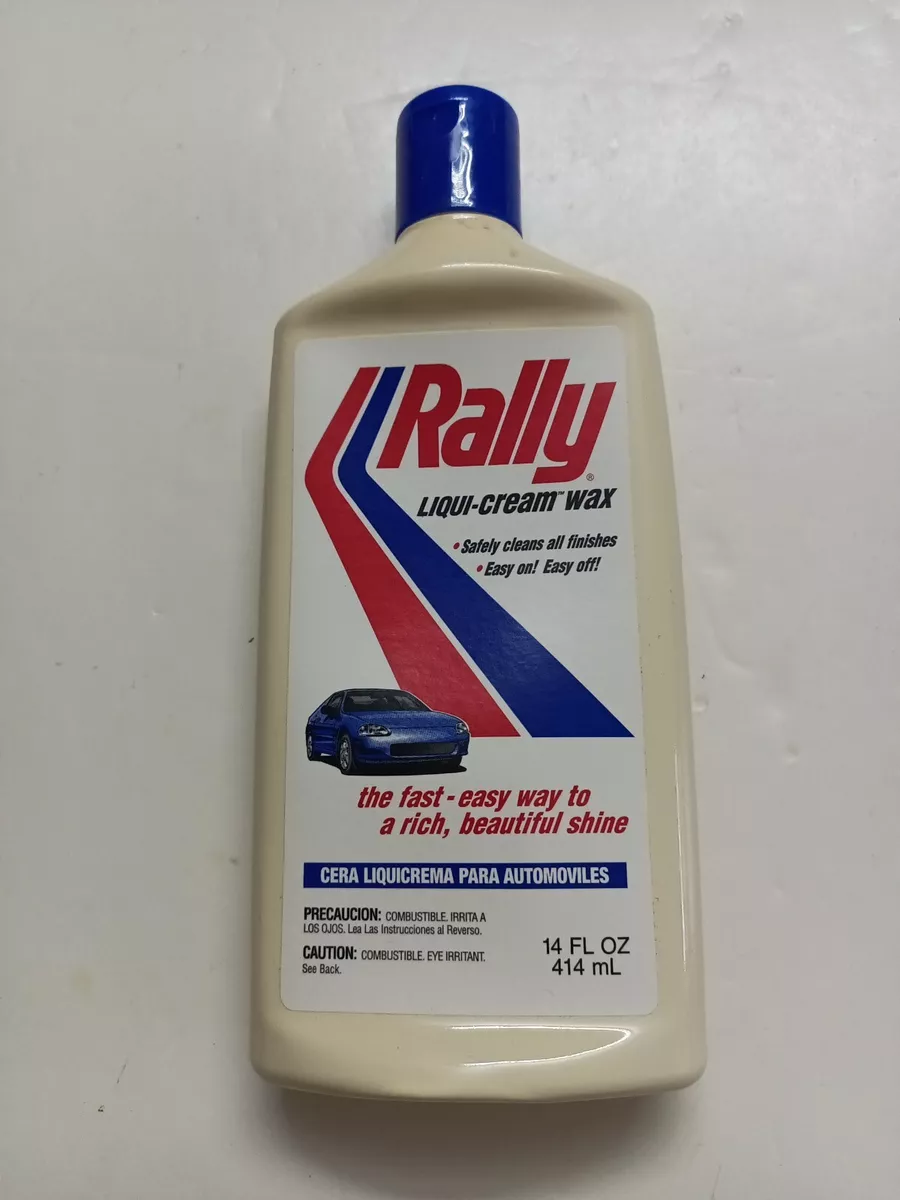 Rally®
LIQUI-cream™ wax
• Safely cleans all finishes
• Easy on! Easy off!
the fast - easy way to
a rich, beautiful shine
CERA LIQUICREMA PARA AUTOMOVILES
PRECAUCION: COMBUSTIBLE. IRRITA A
LOS OJOS. Lea Las Instrucciones al Reverso.
CAUTION: COMBUSTIBLE. EYE IRRITANT.
See Back.
14 FL OZ
414 mL